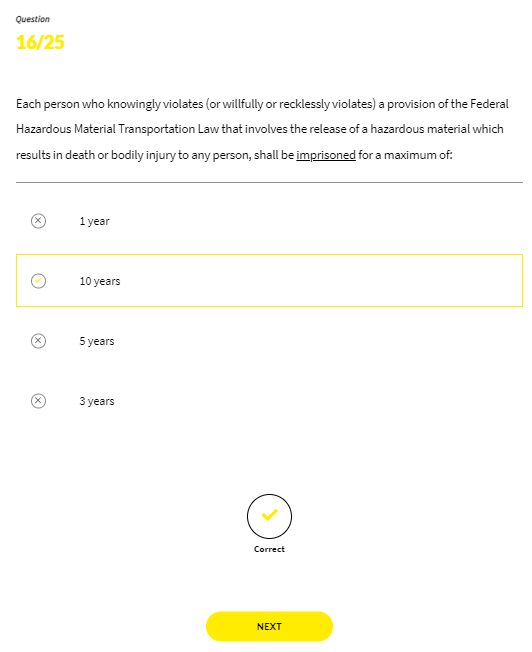 Question
16/25
Each person who knowingly violates (or willfully or recklessly violates) a provision of the Federal
Hazardous Material Transportation Law that involves the release of a hazardous material which
results in death or bodily injury to any person, shall be imprisoned for a maximum of:
1 year
10 years
5 years
3 years
Correct
NEXT